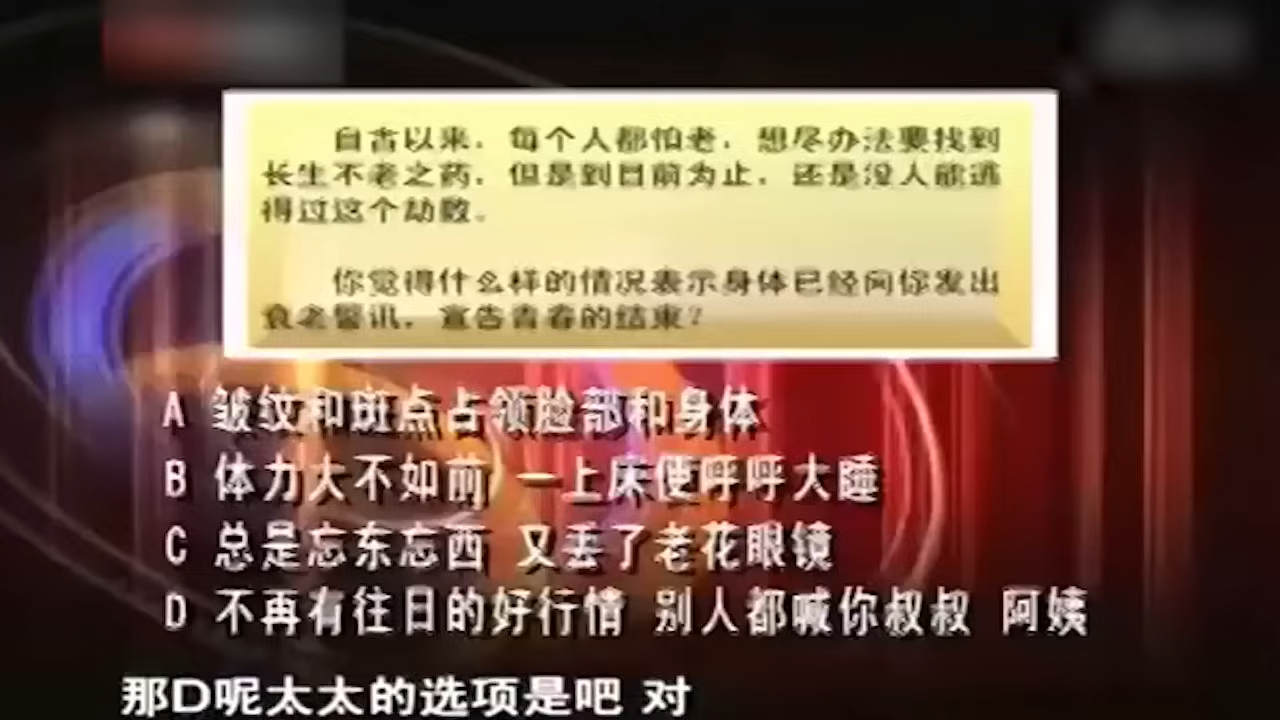 自古以来，每个人都怕老，想尽办法要找到
长生不老之药，但是到目前为止，还是没人能逃
得过这个劫数。
你觉得什么样的情况表示身体已经向你发出
衰老警讯，宣告青春的结束？
A 皱纹和斑点占领脸部和身体
B 体力大不如前 一上床便呼呼大睡
C 总是忘东忘西 又丢了老花眼镜
D 不再有往日的好行情 别人都喊你叔叔 阿姨
那D呢太太的选项是吧 对